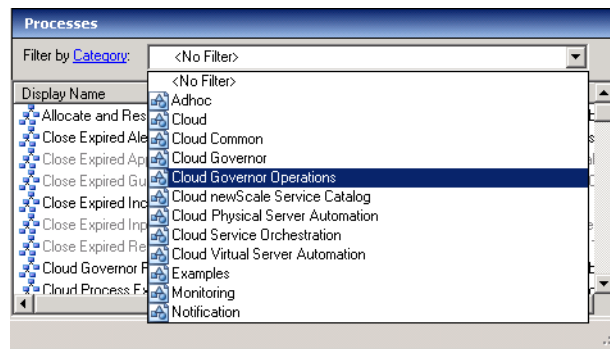 Processes
Filter by Category: <No Filter>
<No Filter>
Display Name
Adhoc
Allocate and Res
Cloud
Close Expired Ale
Cloud Common
Close Expired Ap
Cloud Governor
Close Expired Gu
Cloud Governor Operations
Close Expired Inc
Cloud newScale Service Catalog
Close Expired Inp
Cloud Physical Server Automation
Close Expired Re
Cloud Service Orchestration
Cloud Governor F
Cloud Virtual Server Automation
Cloud Process Ex
Examples
Monitoring
Notification